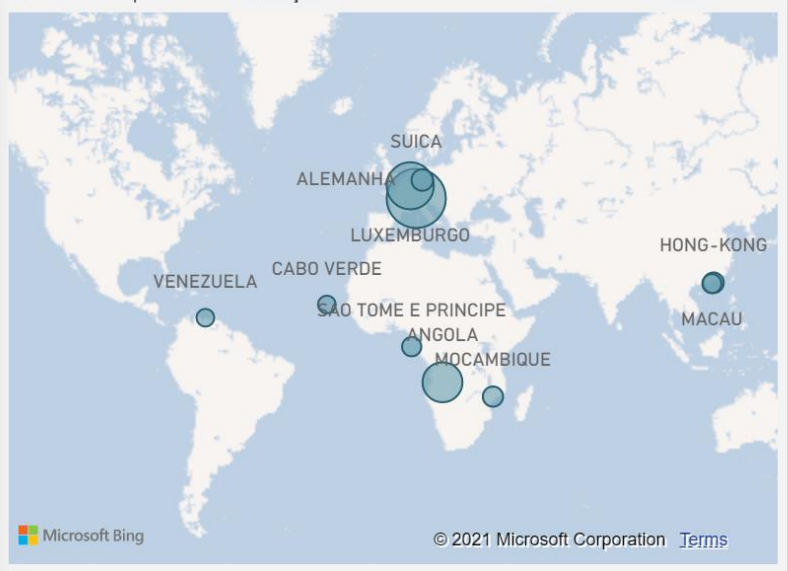 SUICA
ALEMANHA
LUXEMBURGO
HONG-KONG
CABO VERDE
VENEZUELA
SAO TOME E PRINCIPE
MACAU
ANGOLA
MOCAMBIQUE
Microsoft Bing
© 2021 Microsoft Corporation Terms